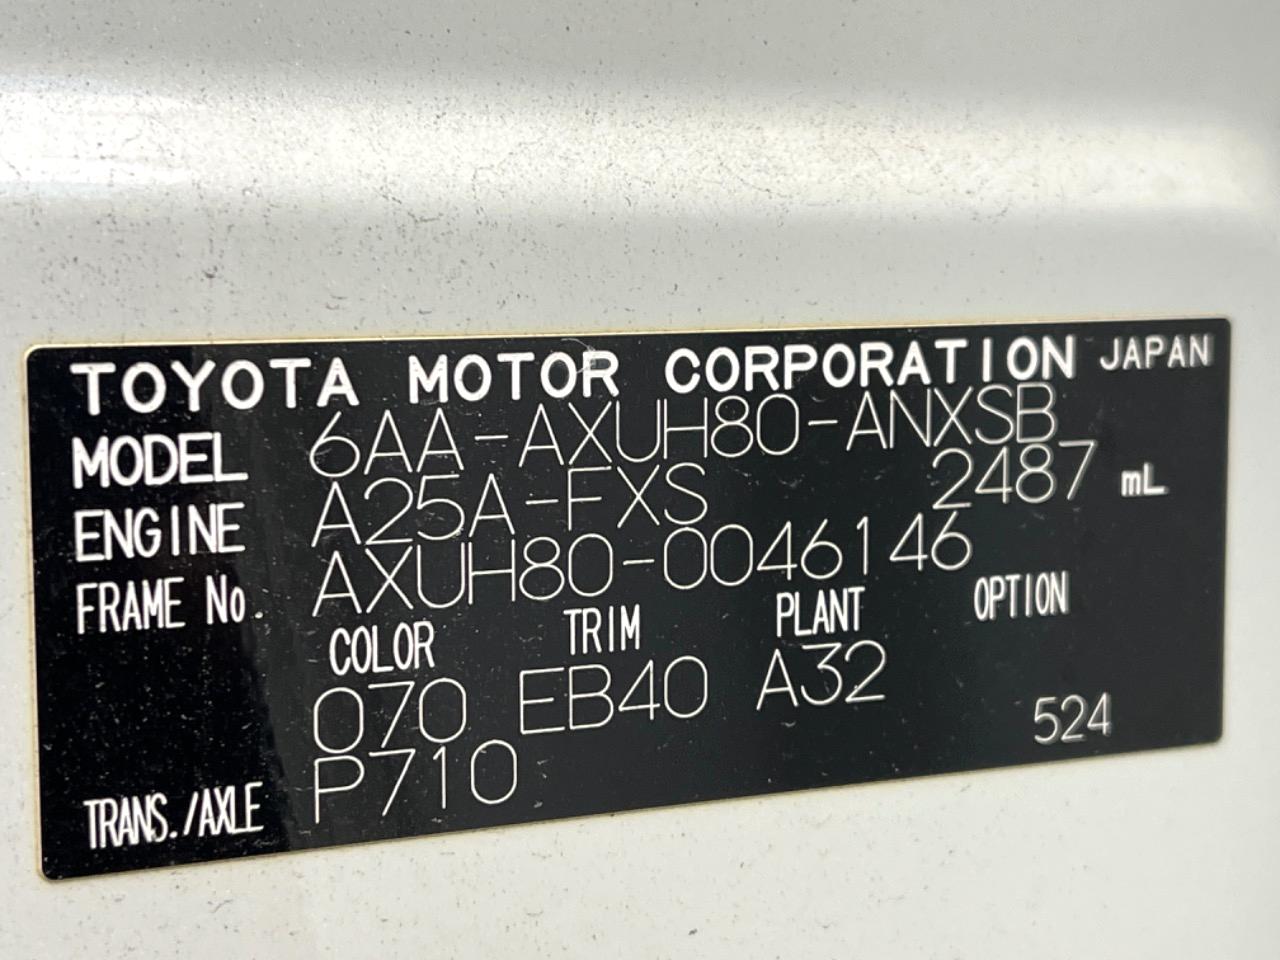 TOYOTA MOTOR CORPORATION JAPAN
MODEL 6AA-AXUH80-ANXSB
ENGINE A25A-FXS 2487 mL
FRAME No. AXUH80-0046146
COLOR TRIM PLANT OPTION
070 EB40 A32
TRANS./AXLE P710 524